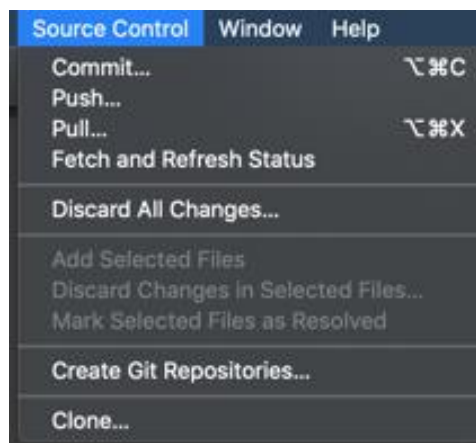 Source Control Window Help
Commit... ⌥⌘C
Push...
Pull... ⌥⌘X
Fetch and Refresh Status
Discard All Changes...
Add Selected Files
Discard Changes in Selected Files...
Mark Selected Files as Resolved
Create Git Repositories...
Clone...